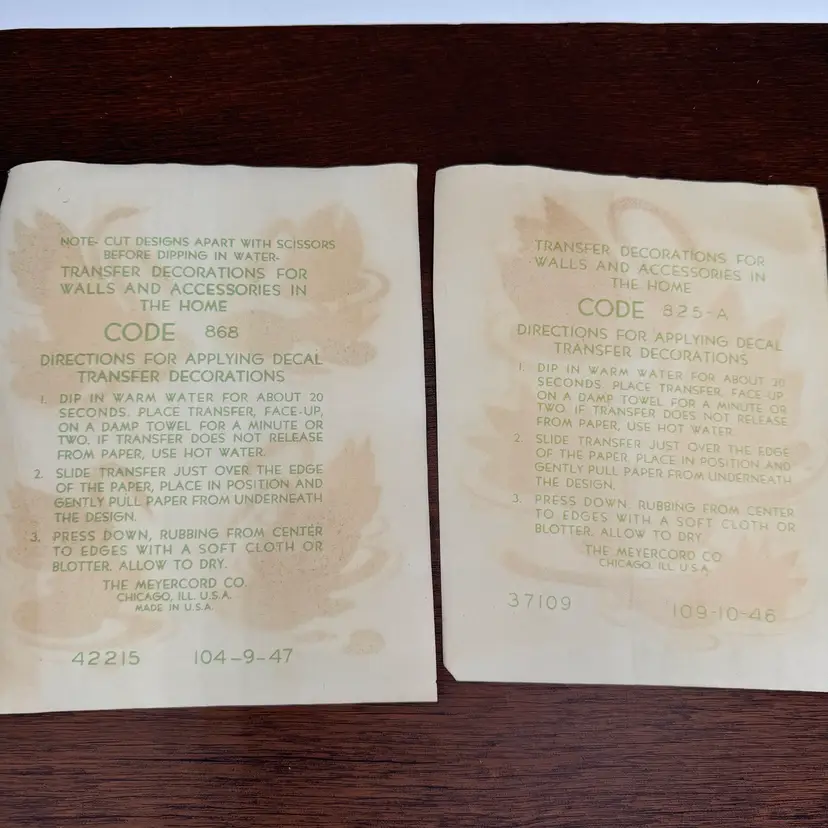 NOTE- CUT DESIGNS APART WITH SCISSORS
BEFORE DIPPING IN WATER-
TRANSFER DECORATIONS FOR
WALLS AND ACCESSORIES IN
THE HOME
CODE 868
DIRECTIONS FOR APPLYING DECAL
TRANSFER DECORATIONS
1. DIP IN WARM WATER FOR ABOUT 20
SECONDS. PLACE TRANSFER, FACE-UP,
ON A DAMP TOWEL FOR A MINUTE OR
TWO. IF TRANSFER DOES NOT RELEASE
FROM PAPER, USE HOT WATER.
2. SLIDE TRANSFER JUST OVER THE EDGE
OF THE PAPER, PLACE IN POSITION AND
GENTLY PULL PAPER FROM UNDERNEATH
THE DESIGN.
3. PRESS DOWN, RUBBING FROM CENTER
TO EDGES WITH A SOFT CLOTH OR
BLOTTER. ALLOW TO DRY.
THE MEYERCORD CO.
CHICAGO, ILL. U.S.A.
MADE IN U.S.A.
42215 104-9-47
TRANSFER DECORATIONS FOR
WALLS AND ACCESSORIES IN
THE HOME
CODE 825-A
DIRECTIONS FOR APPLYING DECAL
TRANSFER DECORATIONS
1. DIP IN WARM WATER FOR ABOUT 20
SECONDS. PLACE TRANSFER, FACE-UP,
ON A DAMP TOWEL FOR A MINUTE OR
TWO. IF TRANSFER DOES NOT RELEASE
FROM PAPER, USE HOT WATER.
2. SLIDE TRANSFER JUST OVER THE EDGE
OF THE PAPER, PLACE IN POSITION AND
GENTLY PULL PAPER FROM UNDERNEATH
THE DESIGN.
3. PRESS DOWN, RUBBING FROM CENTER
TO EDGES WITH A SOFT CLOTH OR
BLOTTER. ALLOW TO DRY.
THE MEYERCORD CO.
CHICAGO, ILL. U.S.A.
37109 109-10-46